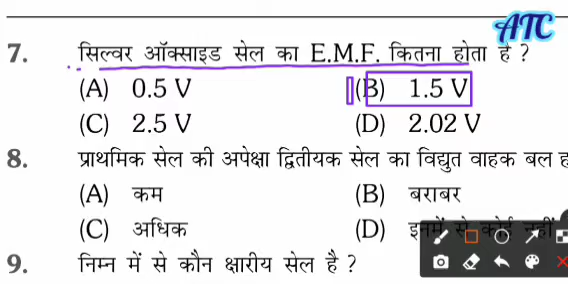 ATC
7. सिल्वर ऑक्साइड सेल का E.M.F. कितना होता है ?
(A) 0.5 V (B) 1.5 V
(C) 2.5 V (D) 2.02 V
8. प्राथमिक सेल की अपेक्षा द्वितीयक सेल का विद्युत वाहक बल
(A) कम (B) बराबर
(C) अधिक (D) इनमें से कोई नहीं
9. निम्न में से कौन क्षारीय सेल है ?